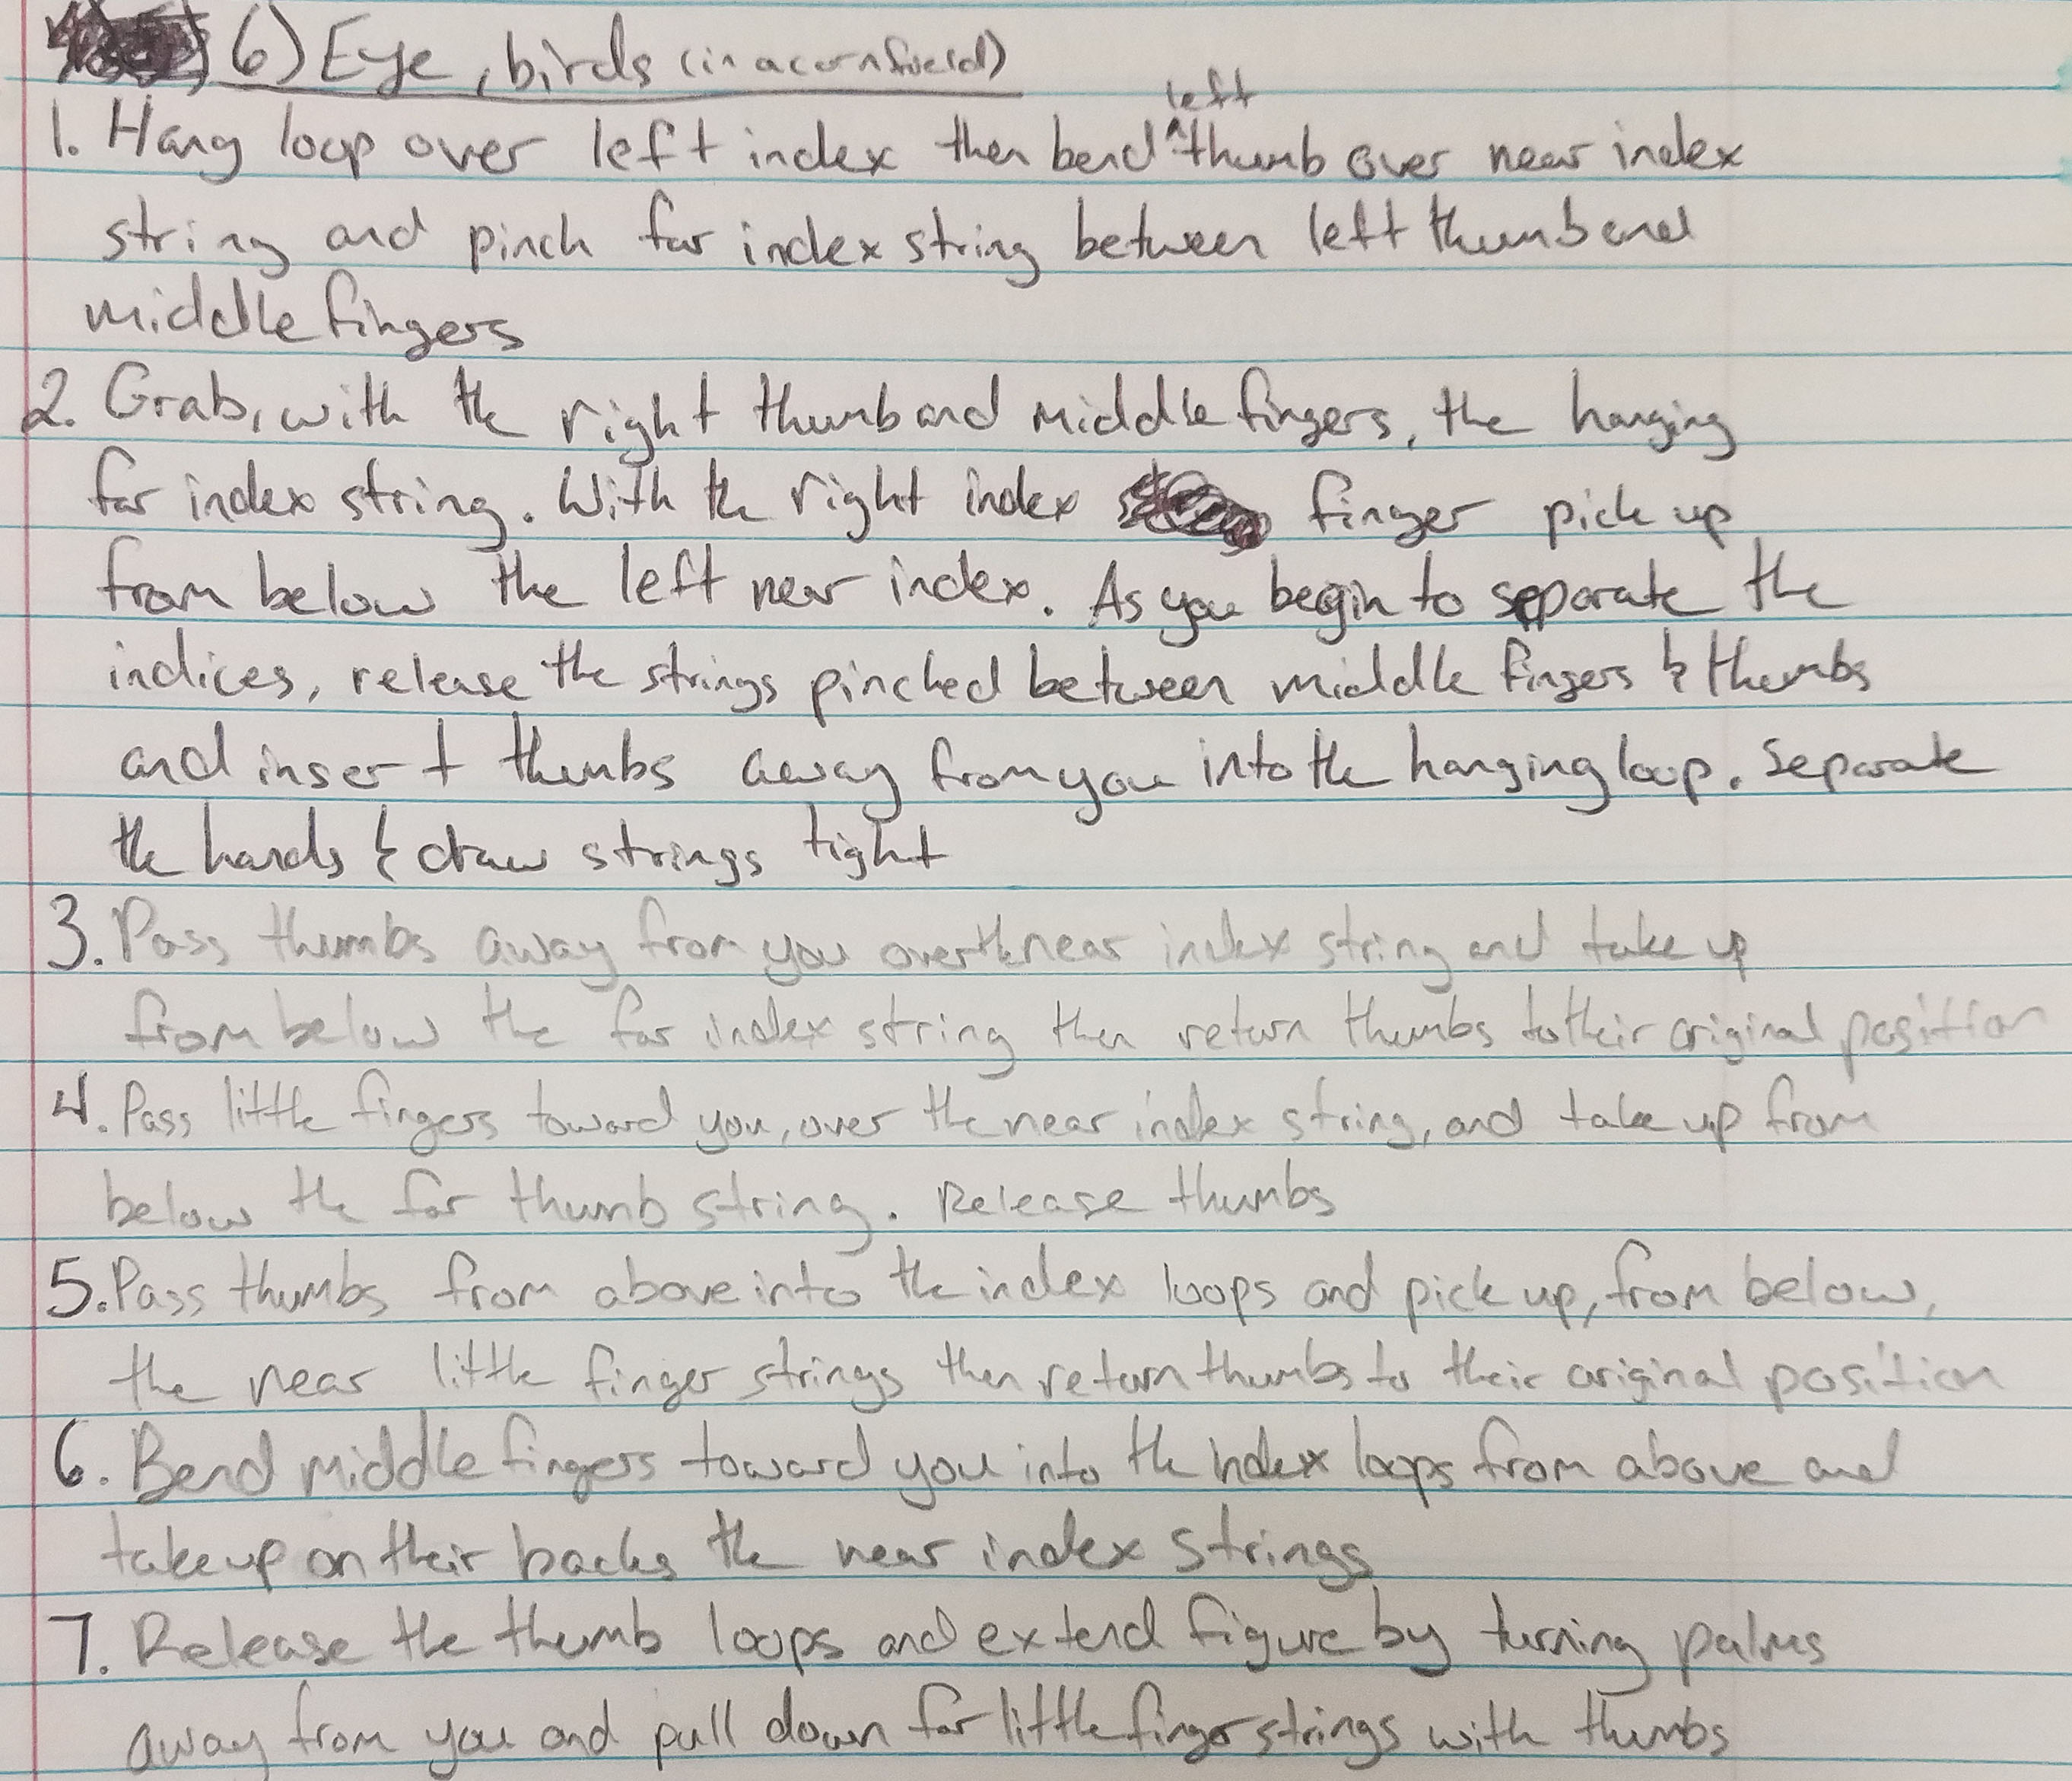 6) Eye, birds (in a cornfield)
left
1. Hang loop over left index then bend ^ thumb over near index
string and pinch far index string between left thumb and
middle fingers
2. Grab, with the right thumb and middle fingers, the hanging
far index string. With the right index finger pick up
from below the left near index. As you begin to separate the
indices, release the strings pinched between middle fingers & thumbs
and insert thumbs away from you into the hanging loop. Separate
the hands & draw strings tight
3. Pass thumbs away from you over the near index string and take up
from below the far index string then return thumbs to their original position
4. Pass little fingers toward you, over the near index string, and take up from
below the far thumb string. Release thumbs
5. Pass thumbs from above into the index loops and pick up, from below,
the near little finger strings then return thumbs to their original position
6. Bend middle fingers toward you into the index loops from above and
take up on their backs the near index strings
7. Release the thumb loops and extend figure by turning palms
away from you and pull down far little finger strings with thumbs